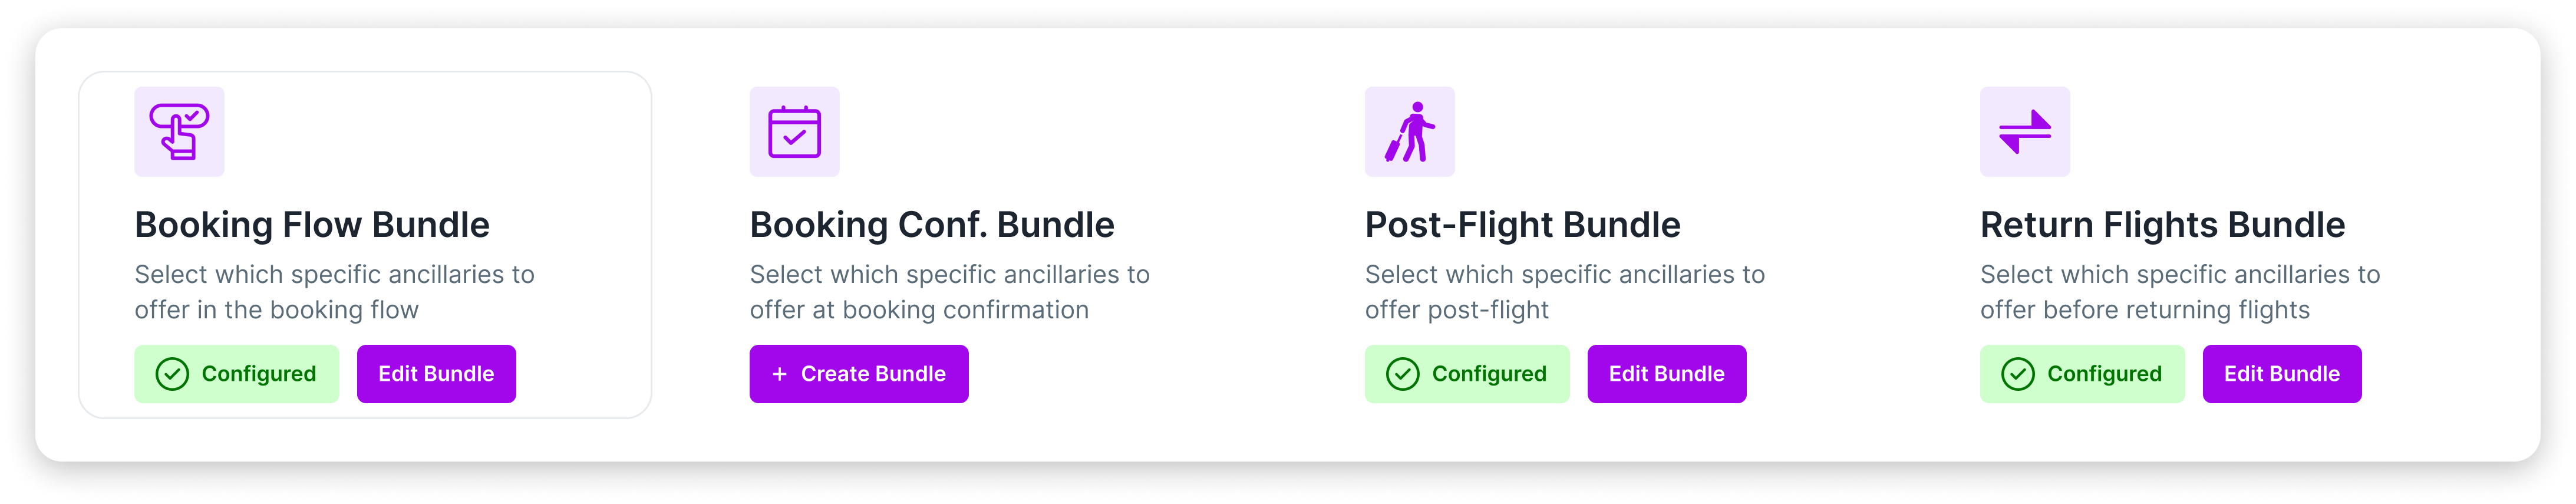 Booking Flow Bundle
Select which specific ancillaries to
offer in the booking flow
Configured
Edit Bundle
Booking Conf. Bundle
Select which specific ancillaries to
offer at booking confirmation
+ Create Bundle
Post-Flight Bundle
Select which specific ancillaries to
offer post-flight
Configured
Edit Bundle
Return Flights Bundle
Select which specific ancillaries to
offer before returning flights
Configured
Edit Bundle